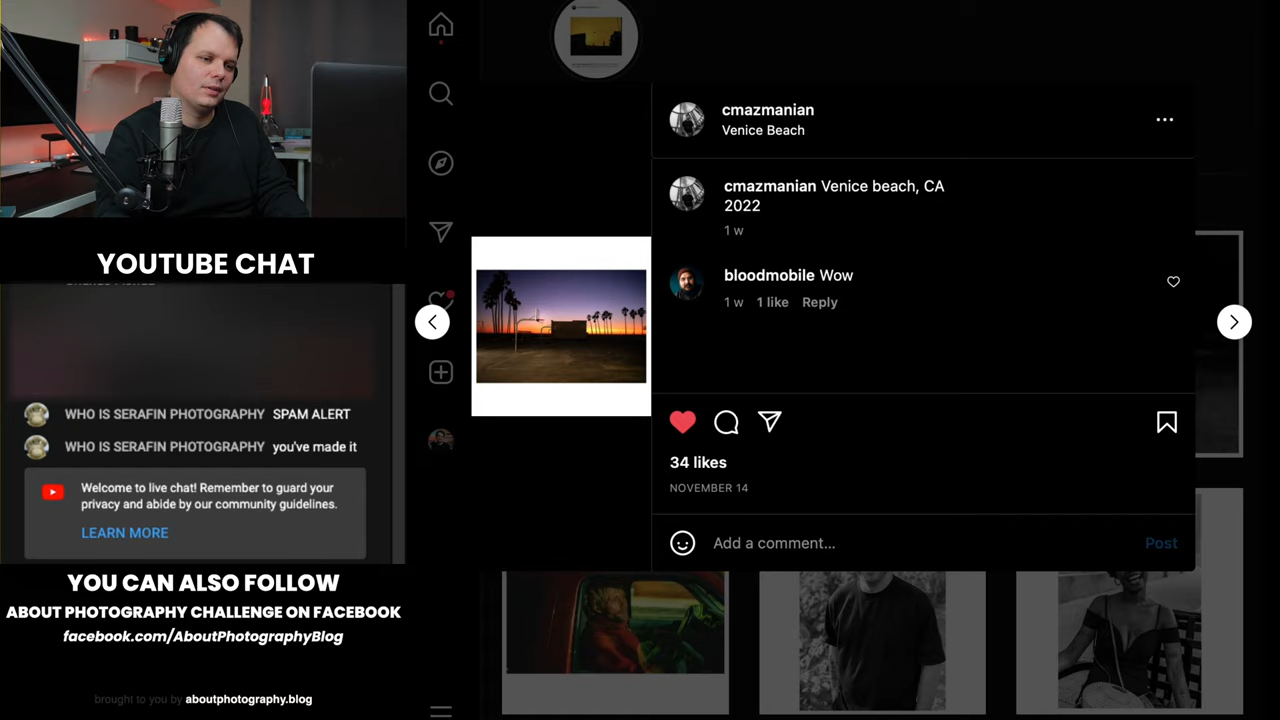 YOUTUBE CHAT
WHO IS SERAFIN PHOTOGRAPHY SPAM ALERT
WHO IS SERAFIN PHOTOGRAPHY you've made it
Welcome to live chat! Remember to guard your
privacy and abide by our community guidelines.
LEARN MORE
YOU CAN ALSO FOLLOW
ABOUT PHOTOGRAPHY CHALLENGE ON FACEBOOK
facebook.com/AboutPhotographyBlog
brought to you by aboutphotography.blog
cmazmanian
Venice Beach
cmazmanian Venice beach, CA
2022
1 w
bloodmobile Wow
1 w 1 like Reply
34 likes
NOVEMBER 14
Add a comment... Post